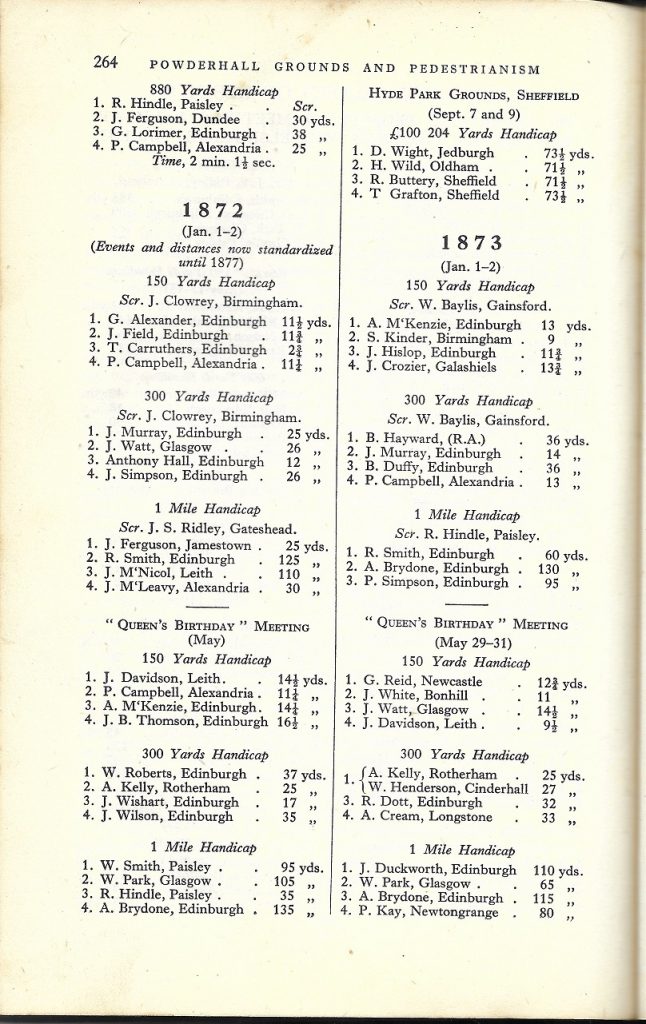 264 POWDERHALL GROUNDS AND PEDESTRIANISM
880 Yards Handicap
1. R. Hindle, Paisley . Scr.
2. J. Ferguson, Dundee 30 yds.
3. G. Lorimer, Edinburgh . 38 „
4. P. Campbell, Alexandria . 25 „
Time, 2 min. 1½ sec.
1872
(Jan. 1–2)
(Events and distances now standardized
until 1877)
150 Yards Handicap
Scr. J. Clowrey, Birmingham.
1. G. Alexander, Edinburgh 11½ yds.
2. J. Field, Edinburgh . 11¾ „
3. T. Carruthers, Edinburgh 2¾ „
4. P. Campbell, Alexandria . 11¼ „
300 Yards Handicap
Scr. J. Clowrey, Birmingham.
1. J. Murray, Edinburgh . 25 yds.
2. J. Watt, Glasgow . . 26 „
3. Anthony Hall, Edinburgh 12 „
4. J. Simpson, Edinburgh . 26 „
1 Mile Handicap
Scr. J. S. Ridley, Gateshead.
1. J. Ferguson, Jamestown . 25 yds.
2. R. Smith, Edinburgh . 125 „
3. J. M‘Nicol, Leith . . 110 „
4. J. M‘Leavy, Alexandria . 30 „
“ Queen’s Birthday ” Meeting
(May)
150 Yards Handicap
1. J. Davidson, Leith . . 14½ yds.
2. P. Campbell, Alexandria . 11¼ „
3. A. M‘Kenzie, Edinburgh . 14¼ „
4. J. B. Thomson, Edinburgh 16½ „
300 Yards Handicap
1. W. Roberts, Edinburgh . 37 yds.
2. A. Kelly, Rotherham . 25 „
3. J. Wishart, Edinburgh . 17 „
4. J. Wilson, Edinburgh . 35 „
1 Mile Handicap
1. W. Smith, Paisley . . 95 yds.
2. W. Park, Glasgow . . 105 „
3. R. Hindle, Paisley . . 35 „
4. A. Brydone, Edinburgh . 135 „
Hyde Park Grounds, Sheffield
(Sept. 7 and 9)
£100 204 Yards Handicap
1. D. Wight, Jedburgh . 73½ yds.
2. H. Wild, Oldham . . 71½ „
3. R. Buttery, Sheffield . 71½ „
4. T Grafton, Sheffield . 73½ „
1873
(Jan. 1–2)
150 Yards Handicap
Scr. W. Baylis, Gainsford.
1. A. M‘Kenzie, Edinburgh 13 yds.
2. S. Kinder, Birmingham . 9 „
3. J. Hislop, Edinburgh . 11¾ „
4. J. Crozier, Galashiels . 13¾ „
300 Yards Handicap
Scr. W. Baylis, Gainsford.
1. B. Hayward, (R.A.) . 36 yds.
2. J. Murray, Edinburgh . 14 „
3. B. Duffy, Edinburgh . 36 „
4. P. Campbell, Alexandria . 13 „
1 Mile Handicap
Scr. R. Hindle, Paisley.
1. R. Smith, Edinburgh . 60 yds.
2. A. Brydone, Edinburgh . 130 „
3. P. Simpson, Edinburgh . 95 „
“ Queen’s Birthday ” Meeting
(May 29–31)
150 Yards Handicap
1. G. Reid, Newcastle . 12¾ yds.
2. J. White, Bonhill . . 11 „
3. J. Watt, Glasgow . . 14½ „
4. J. Davidson, Leith . . 9½ „
300 Yards Handicap
1. {A. Kelly, Rotherham . 25 yds.
{W. Henderson, Cinderhall 27 „
3. R. Dott, Edinburgh . 32 „
4. A. Cream, Longstone . 33 „
1 Mile Handicap
1. J. Duckworth, Edinburgh 110 yds.
2. W. Park, Glasgow . . 65 „
3. A. Brydone, Edinburgh . 115 „
4. P. Kay, Newtongrange . 80 „